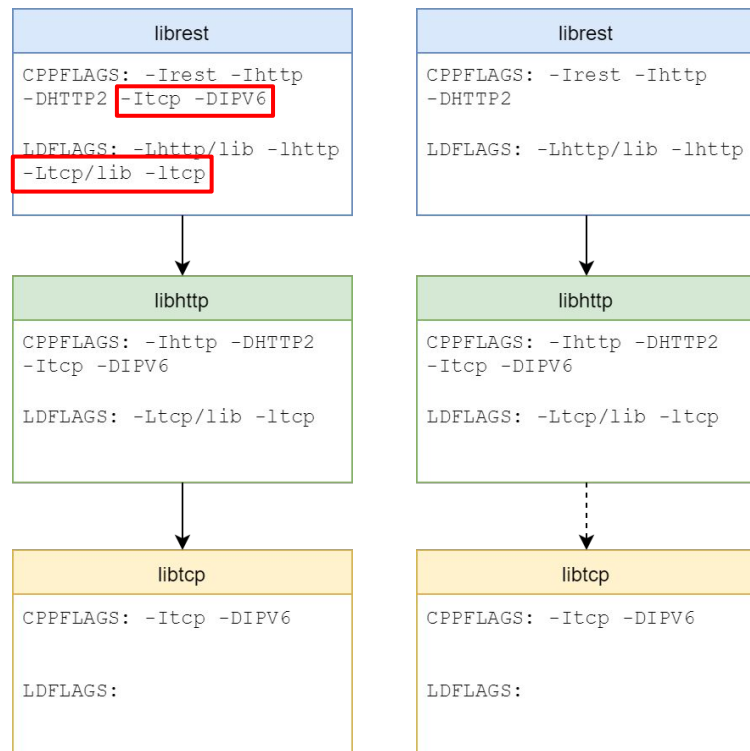 librest
CPPFLAGS: -Irest -Ihttp
-DHTTP2 -Itcp -DIPV6
LDFLAGS: -Lhttp/lib -lhttp
-Ltcp/lib -ltcp
libhttp
CPPFLAGS: -Ihttp -DHTTP2
-Itcp -DIPV6
LDFLAGS: -Ltcp/lib -ltcp
libtcp
CPPFLAGS: -Itcp -DIPV6
LDFLAGS:
librest
CPPFLAGS: -Irest -Ihttp
-DHTTP2
LDFLAGS: -Lhttp/lib -lhttp
libhttp
CPPFLAGS: -Ihttp -DHTTP2
-Itcp -DIPV6
LDFLAGS: -Ltcp/lib -ltcp
libtcp
CPPFLAGS: -Itcp -DIPV6
LDFLAGS: